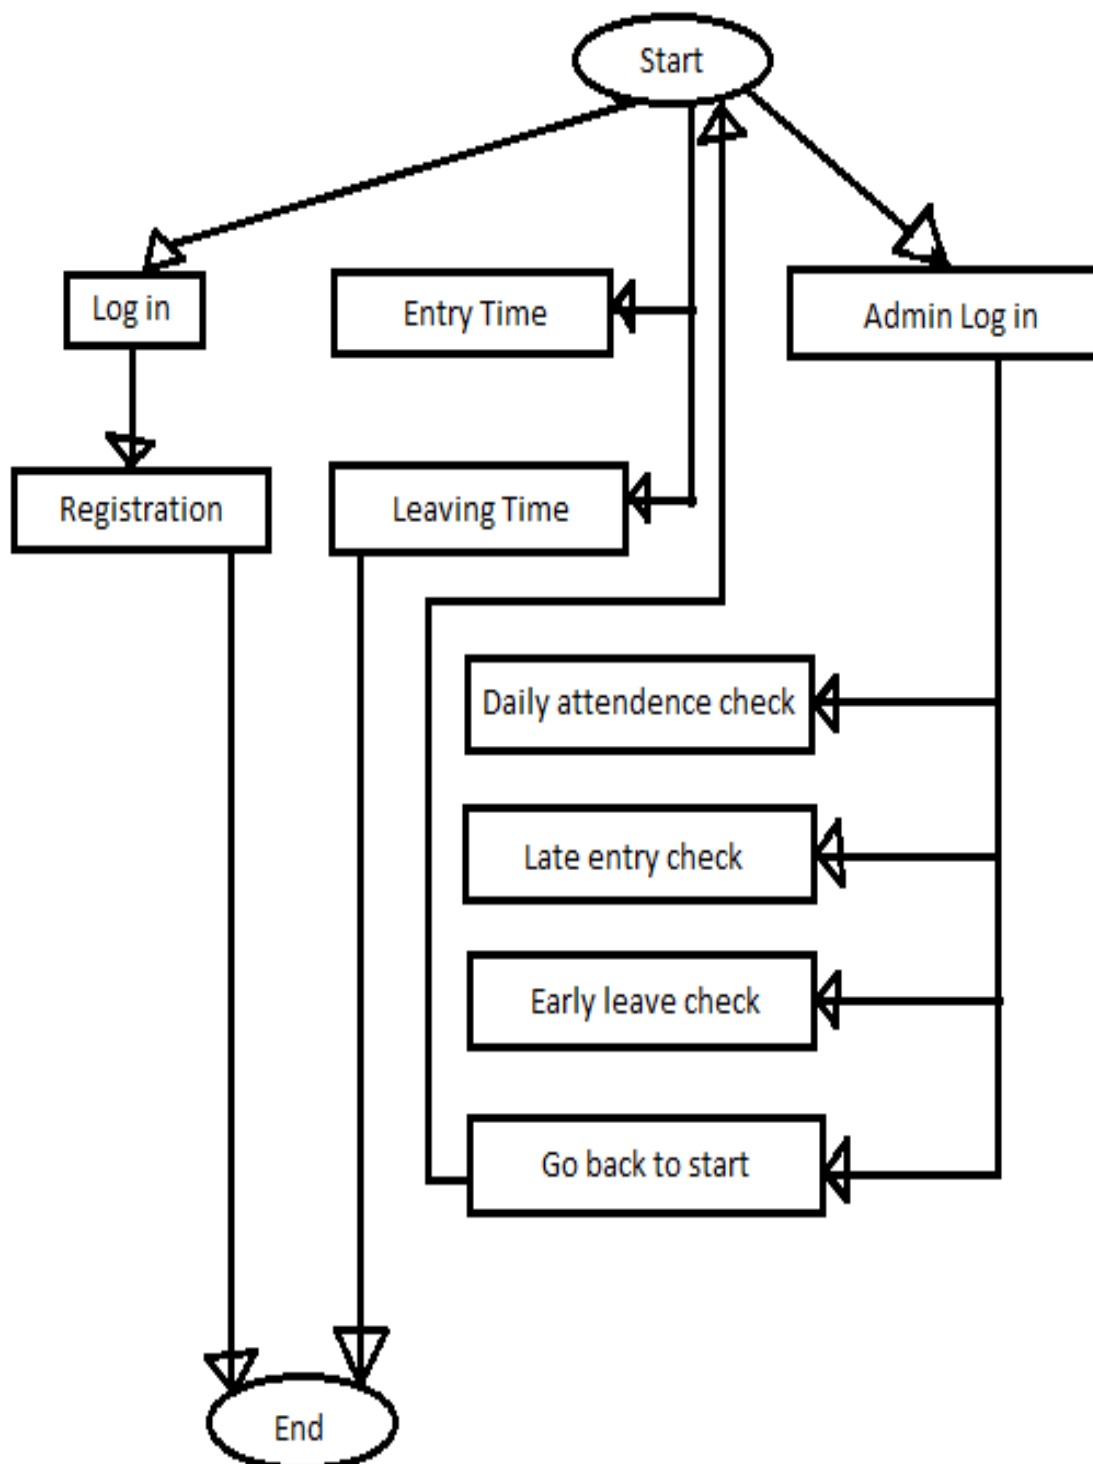 Start
Log in
Entry Time
Admin Log in
Registration
Leaving Time
Daily attendence check
Late entry check
Early leave check
Go back to start
End